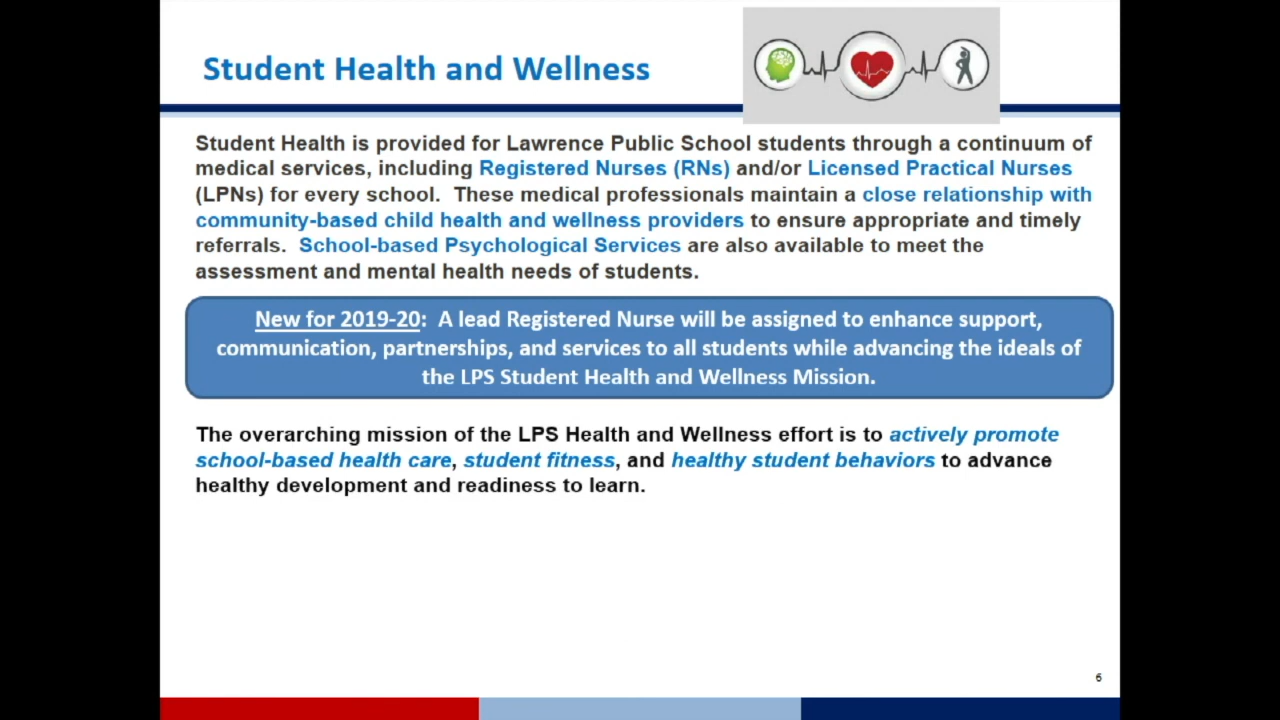 Student Health and Wellness
Student Health is provided for Lawrence Public School students through a continuum of
medical services, including Registered Nurses (RNs) and/or Licensed Practical Nurses
(LPNs) for every school.  These medical professionals maintain a close relationship with
community-based child health and wellness providers to ensure appropriate and timely
referrals.  School-based Psychological Services are also available to meet the
assessment and mental health needs of students.
New for 2019-20:  A lead Registered Nurse will be assigned to enhance support,
communication, partnerships, and services to all students while advancing the ideals of
the LPS Student Health and Wellness Mission.
The overarching mission of the LPS Health and Wellness effort is to actively promote
school-based health care, student fitness, and healthy student behaviors to advance
healthy development and readiness to learn.
6